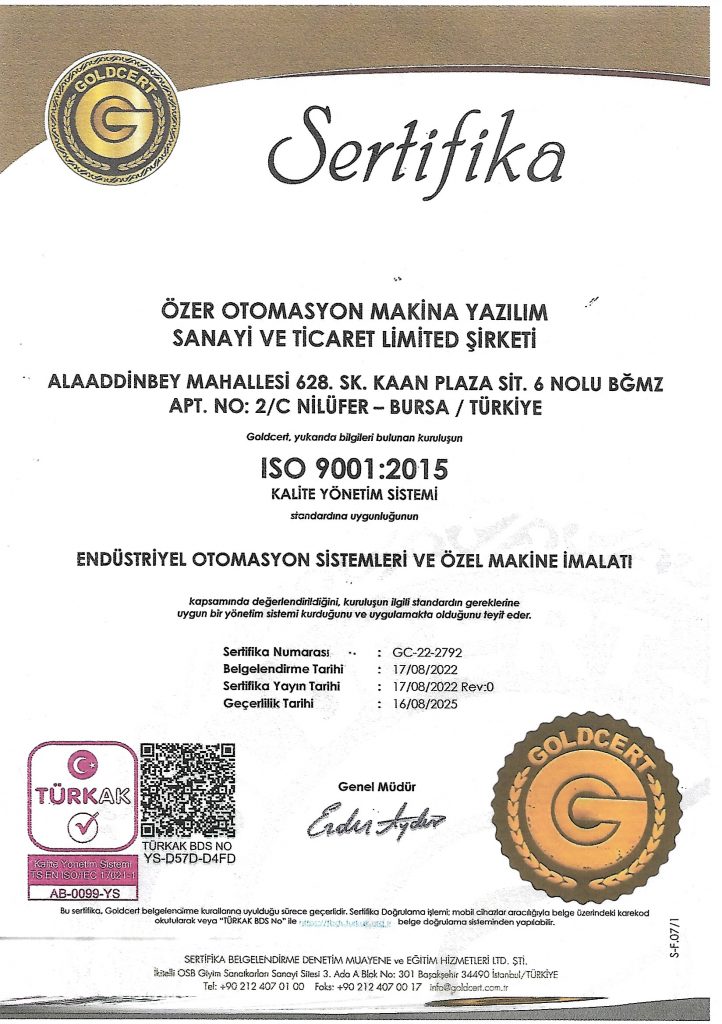 GOLDCERT
Sertifika
ÖZER OTOMASYON MAKİNA YAZILIM
SANAYİ VE TİCARET LİMİTED ŞİRKETİ
ALAADDİNBEY MAHALLESİ 628. SK. KAAN PLAZA SİT. 6 NOLU BĞMZ
APT. NO: 2/C NİLÜFER – BURSA / TÜRKİYE
Goldcert, yukarıda bilgileri bulunan kuruluşun
ISO 9001:2015
KALİTE YÖNETİM SİSTEMİ
standardına uygunluğunun
ENDÜSTRİYEL OTOMASYON SİSTEMLERİ VE ÖZEL MAKİNE İMALATI
kapsamında değerlendirildiğini, kuruluşun ilgili standardın gereklerine
uygun bir yönetim sistemi kurduğunu ve uygulamakta olduğunu teyit eder.
Sertifika Numarası : GC-22-2792
Belgelendirme Tarihi : 17/08/2022
Sertifika Yayın Tarihi : 17/08/2022 Rev:0
Geçerlilik Tarihi : 16/08/2025
TÜRKAK
Kalite Yönetim Sistemi
TS EN ISO/IEC 17021-1
AB-0099-YS
TÜRKAK BDS NO
YS-D57D-D4FD
Genel Müdür
GOLDCERT
Bu sertifika, Goldcert belgelendirme kurallarına uyulduğu sürece geçerlidir. Sertifika Doğrulama işlemi; mobil cihazlar aracılığıyla belge üzerindeki karekod
okutularak veya "TÜRKAK BDS No" ile belge doğrulama sisteminden yapılabilir.
S-F.07/1
SERTİFİKA BELGELENDİRME DENETİM MUAYENE ve EĞİTİM HİZMETLERİ LTD. ŞTİ.
İkitelli OSB Giyim Sanatkarları Sanayi Sitesi 3. Ada A Blok No: 301 Başakşehir 34490 İstanbul/TÜRKİYE
Tel: +90 212 407 01 00 Faks: +90 212 407 00 17 info@goldcert.com.tr